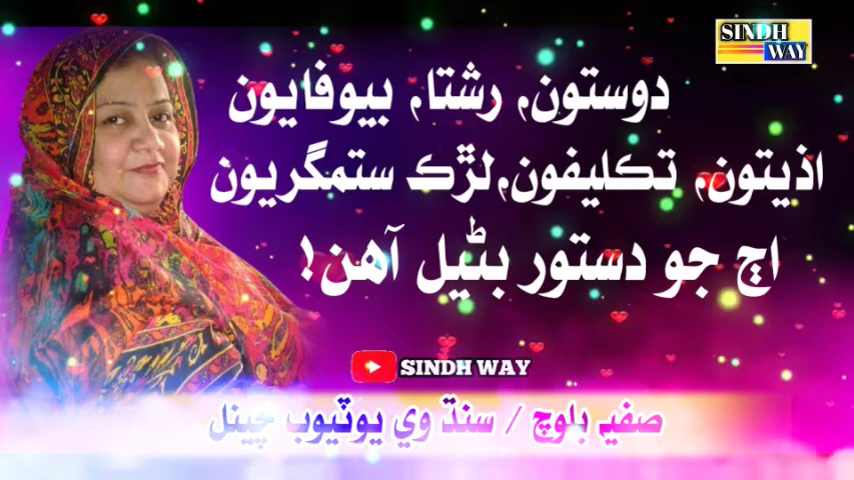 SINDH
WAY
دوستون، رشتا، بيوفايون
اذيتون، تڪليفون، لڙڪ ستمگريون
اڄ جو دستور بڻيل آهن!
SINDH WAY
صفيه بلوچ / سنڌ وي يوٽيوب چينل